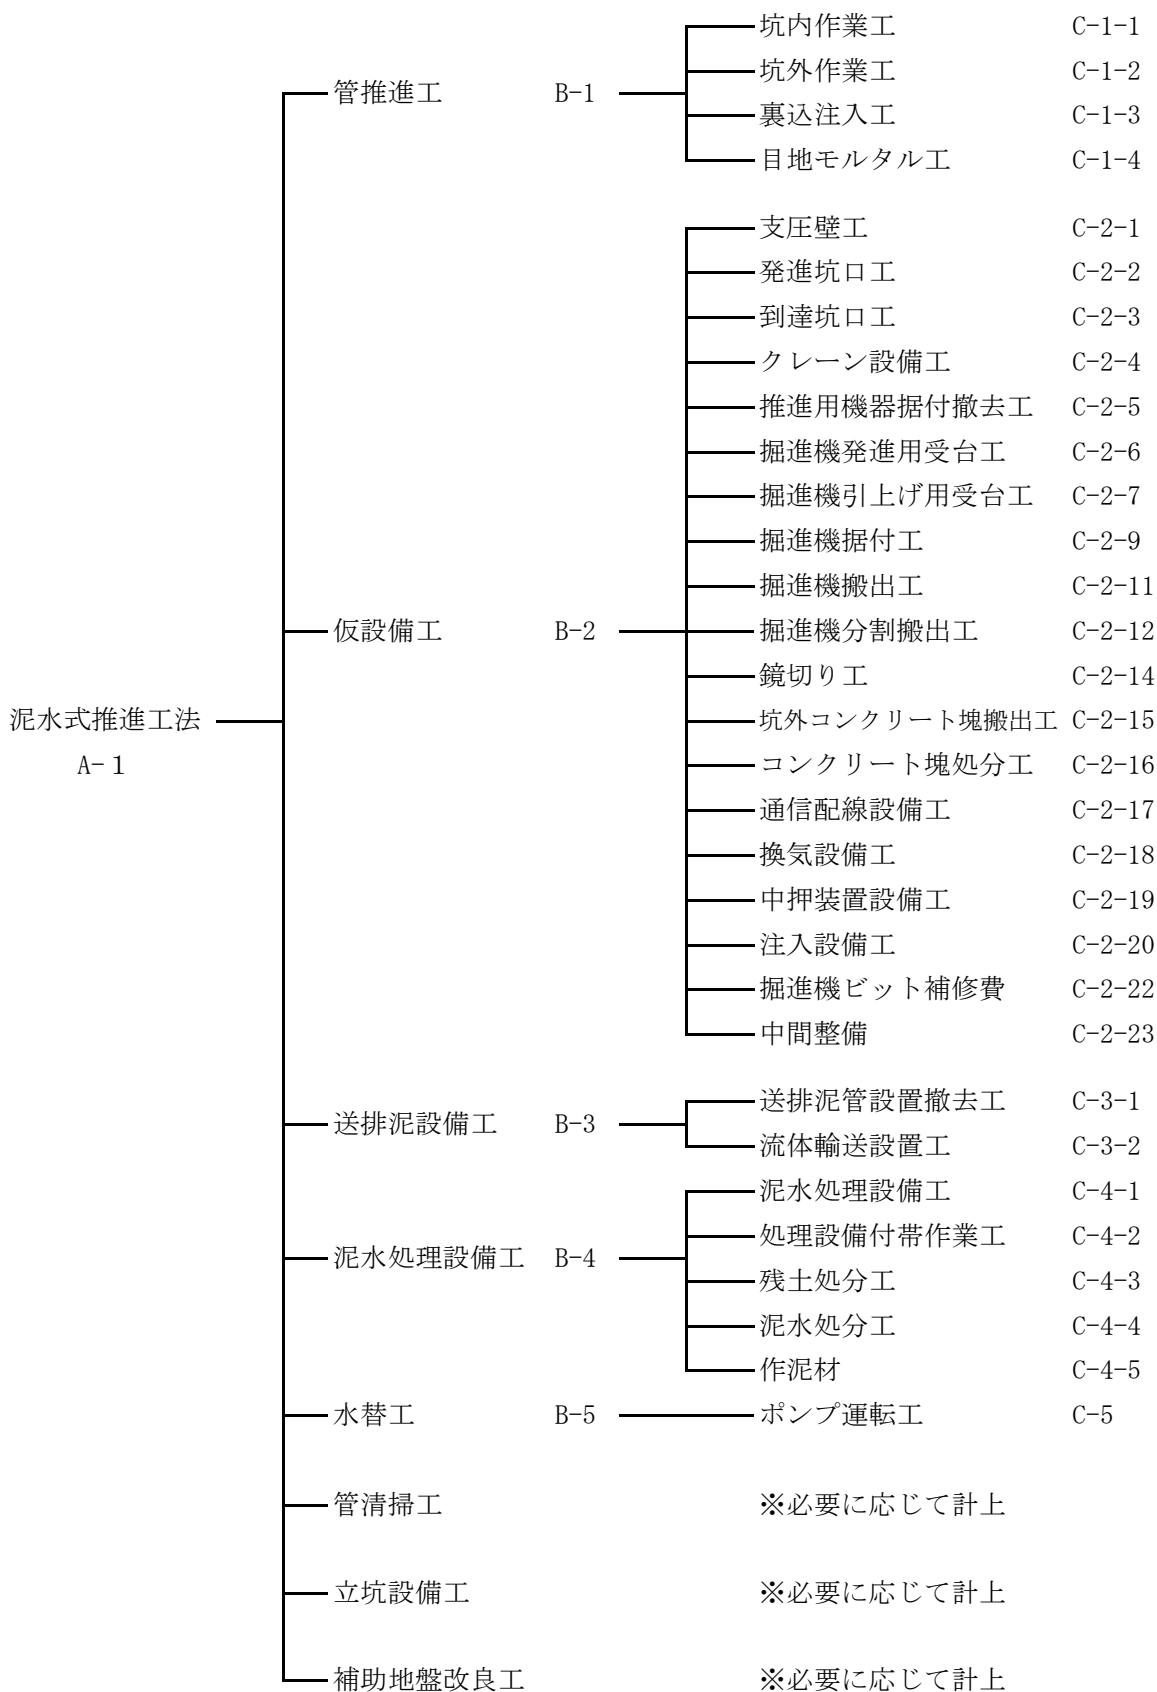 坑内作業工 C-1-1
坑外作業工 C-1-2
管推進工 B-1
裏込注入工 C-1-3
目地モルタル工 C-1-4
支圧壁工 C-2-1
発進坑口工 C-2-2
到達坑口工 C-2-3
クレーン設備工 C-2-4
推進用機器据付撤去工 C-2-5
掘進機発進用受台工 C-2-6
掘進機引上げ用受台工 C-2-7
掘進機据付工 C-2-9
掘進機搬出工 C-2-11
仮設備工 B-2 掘進機分割搬出工 C-2-12
鏡切り工 C-2-14
泥水式推進工法 坑外コンクリート塊搬出工 C-2-15
A-１ コンクリート塊処分工 C-2-16
通信配線設備工 C-2-17
換気設備工 C-2-18
中押装置設備工 C-2-19
注入設備工 C-2-20
掘進機ビット補修費 C-2-22
中間整備 C-2-23
送排泥管設置撤去工 C-3-1
送排泥設備工 B-3
流体輸送設置工 C-3-2
泥水処理設備工 C-4-1
処理設備付帯作業工 C-4-2
泥水処理設備工 B-4
残土処分工 C-4-3
泥水処分工 C-4-4
作泥材 C-4-5
水替工 B-5 ポンプ運転工 C-5
管清掃工 ※必要に応じて計上
立坑設備工 ※必要に応じて計上
補助地盤改良工 ※必要に応じて計上